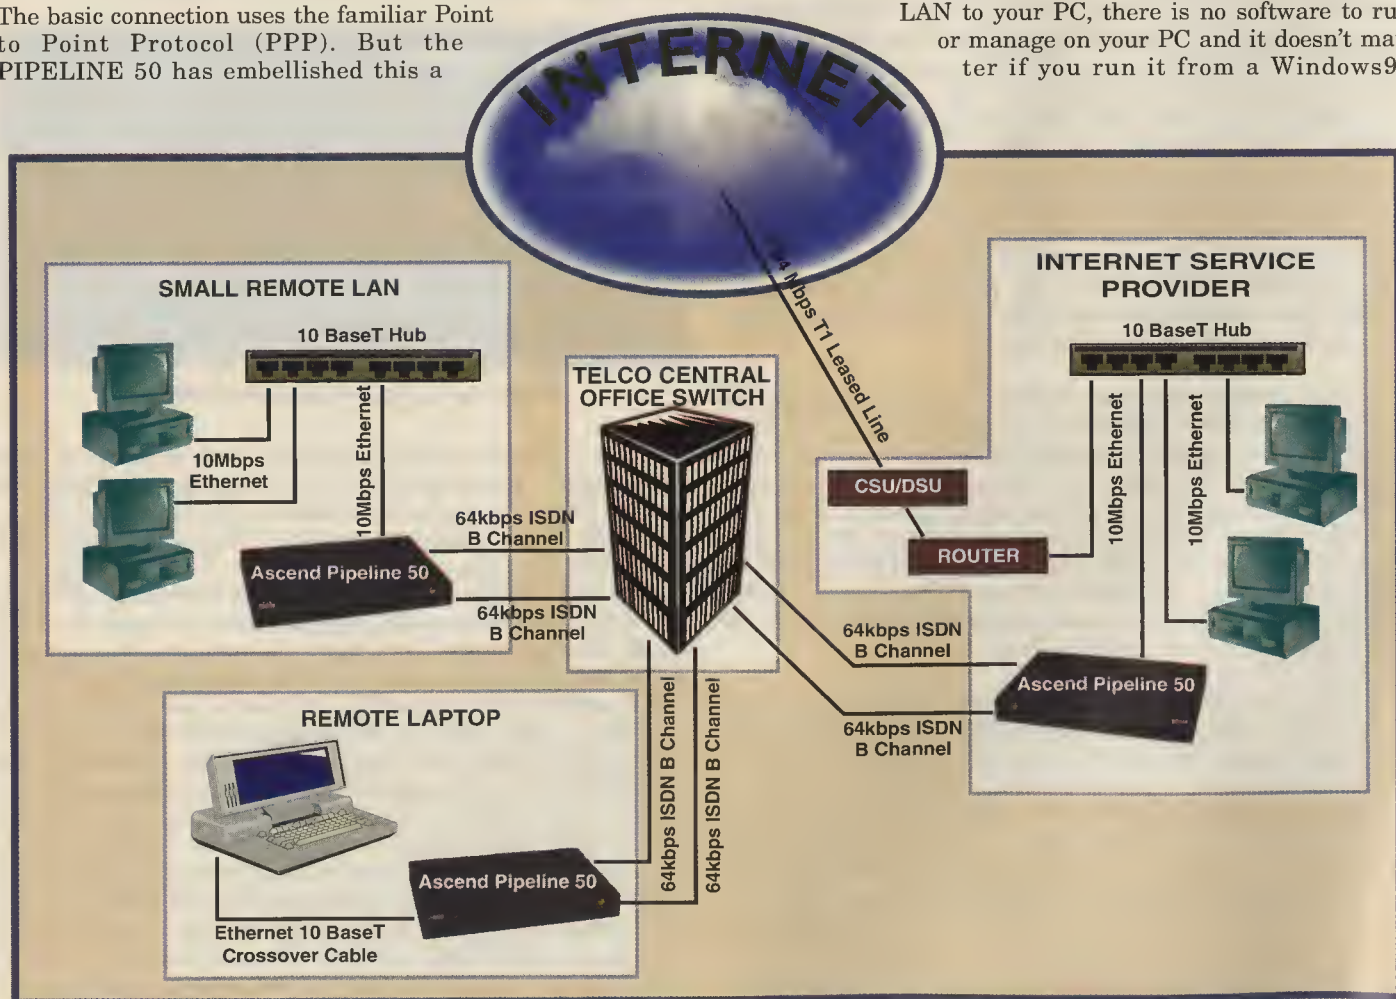 The basic connection uses the familiar Point
to Point Protocol (PPP). But the
PIPELINE 50 has embellished this a
LAN to your PC, there is no software to ru
or manage on your PC and it doesn't ma
ter if you run it from a Windows9
INTERNET
4 Mbps T1 Leased Line
SMALL REMOTE LAN
10 BaseT Hub
10Mbps
Ethernet
10Mbps Ethernet
Ascend Pipeline 50
64kbps ISDN
B Channel
64kbps ISDN
B Channel
TELCO CENTRAL
OFFICE SWITCH
INTERNET SERVICE
PROVIDER
10 BaseT Hub
10Mbps Ethernet
10Mbps Ethernet
CSU/DSU
ROUTER
64kbps ISDN
B Channel
64kbps ISDN
B Channel
Ascend Pipeline 50
REMOTE LAPTOP
Ascend Pipeline 50
Ethernet 10 BaseT
Crossover Cable
64kbps ISDN B Channel
64kbps ISDN B Channel